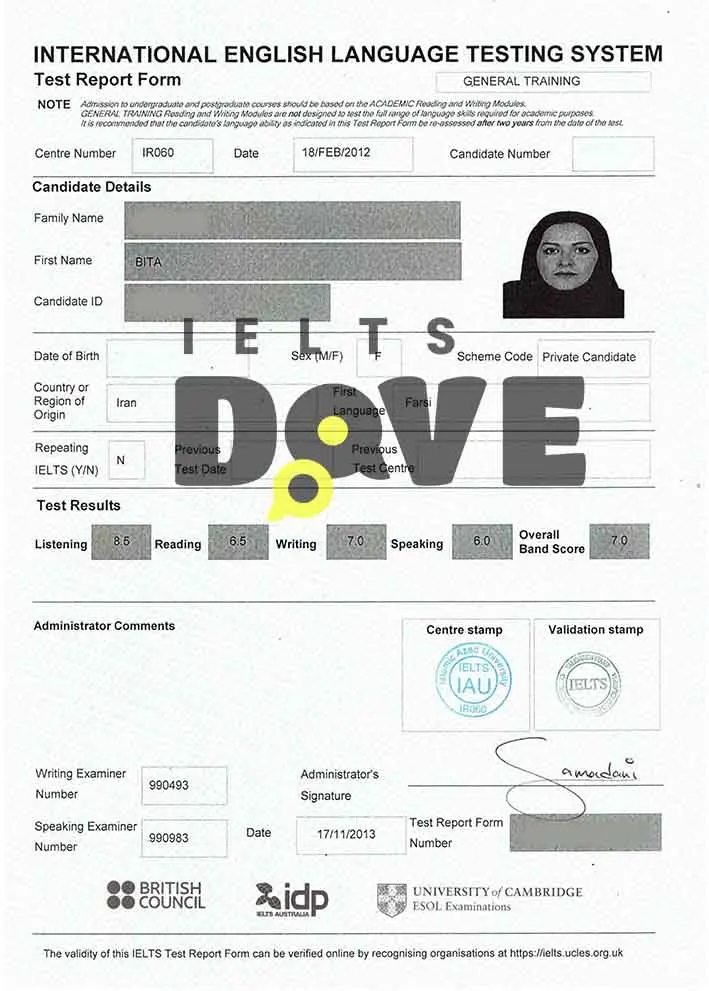 INTERNATIONAL ENGLISH LANGUAGE TESTING SYSTEM
Test Report Form
GENERAL TRAINING
NOTE Admission to undergraduate and postgraduate courses should be based on the ACADEMIC Reading and Writing Modules.
GENERAL TRAINING Reading and Writing Modules are not designed to test the full range of language skills required for academic purposes.
It is recommended that the candidate's language ability as indicated in this Test Report Form be re-assessed after two years from the date of the test.
Centre Number IR060 Date 18/FEB/2012 Candidate Number
Candidate Details
Family Name
First Name BITA
Candidate ID
IELTS
Date of Birth Sex (M/F) F Scheme Code Private Candidate
DOVE
Country or
Region of
Origin
Iran
First
Language
Farsi
Repeating
IELTS (Y/N)
N
Previous
Test Date
Previous
Test Centre
Test Results
Listening 8.5 Reading 6.5 Writing 7.0 Speaking 6.0 Overall
Band Score 7.0
Administrator Comments
Centre stamp
Validation stamp
Islamic Azad University
IELTS
IAU
IR060
IELTS
Writing Examiner
Number
990493
Administrator's
Signature
Samadani
Speaking Examiner
Number
990983
Date 17/11/2013
Test Report Form
Number
BRITISH
COUNCIL
idp
IELTS AUSTRALIA
UNIVERSITY of CAMBRIDGE
ESOL Examinations
The validity of this IELTS Test Report Form can be verified online by recognising organisations at https://ielts.ucles.org.uk